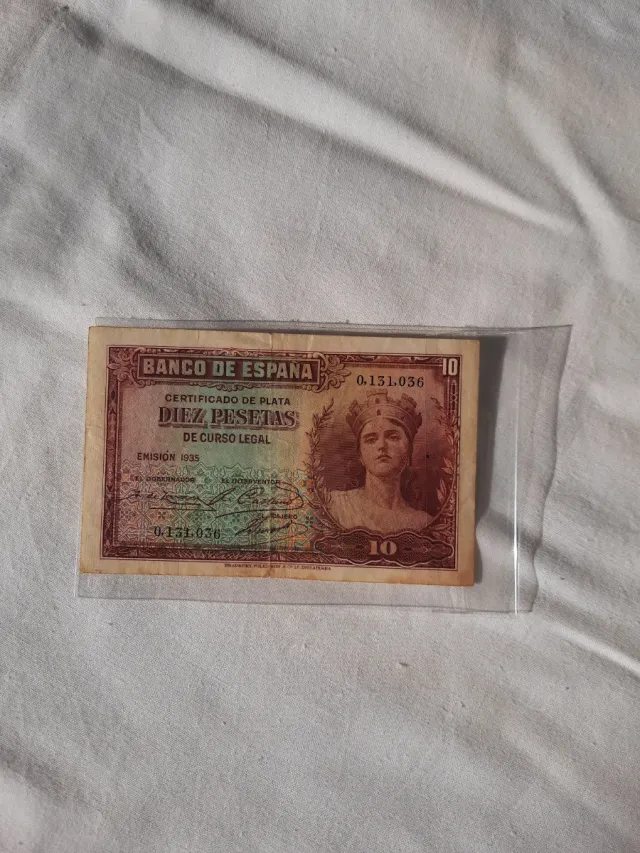 BANCO DE ESPAÑA
10
0,131,036
CERTIFICADO DE PLATA
DIEZ PESETAS
DE CURSO LEGAL
EMISIÓN 1935
EL GOBERNADOR EL INTERVENTOR
CAJERO
0,131,036
10